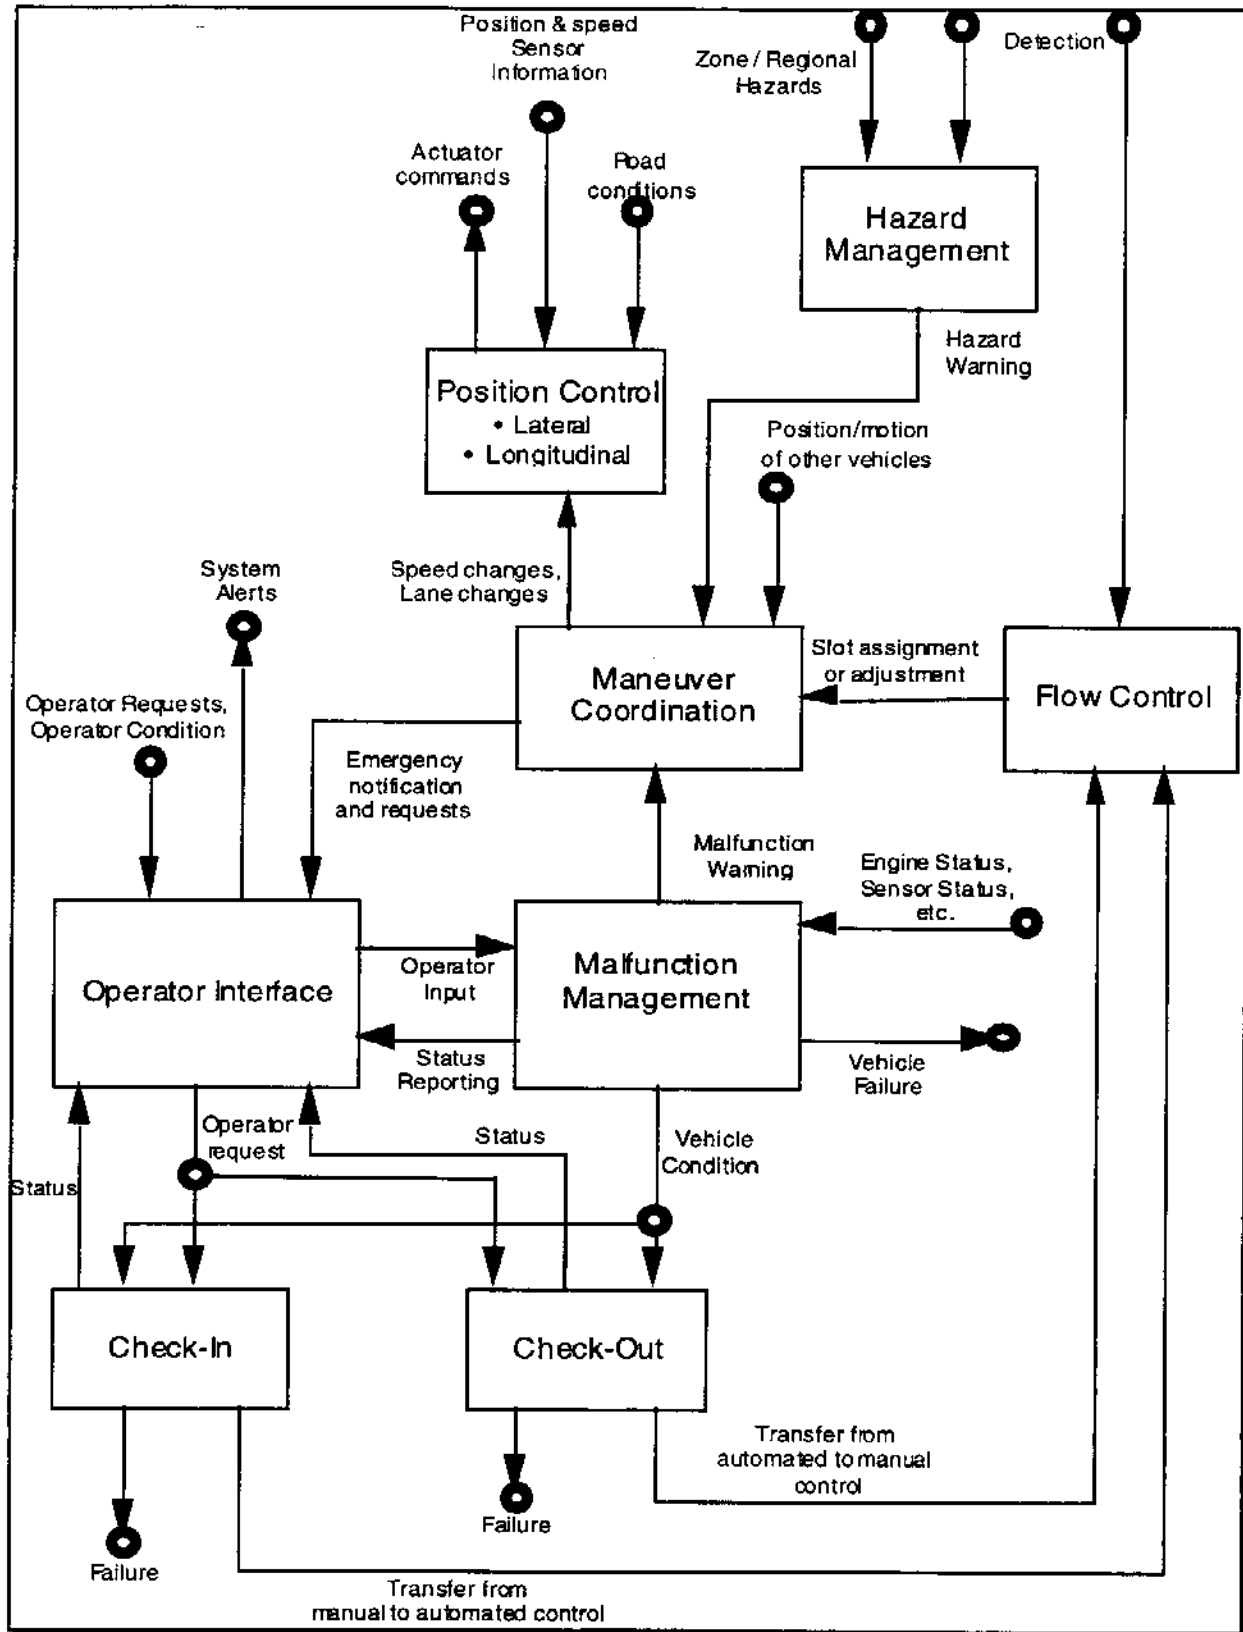 Position & speed
Sensor
Information
Zone / Regional
Hazards
Detection
Actuator
commands
Road
conditions
Hazard
Management
Hazard
Warning
Position Control
• Lateral
• Longitudinal
Position/motion
of other vehicles
System
Alerts
Speed changes,
Lane changes
Maneuver
Coordination
Slot assignment
or adjustment
Flow Control
Operator Requests,
Operator Condition
Emergency
notification
and requests
Malfunction
Warning
Engine Status,
Sensor Status,
etc.
Operator Interface
Operator
Input
Malfunction
Management
Status
Reporting
Vehicle
Failure
Operator
request
Status
Vehicle
Condition
Status
Check-In
Check-Out
Transfer from
automated to manual
control
Failure
Failure
Transfer from
manual to automated control